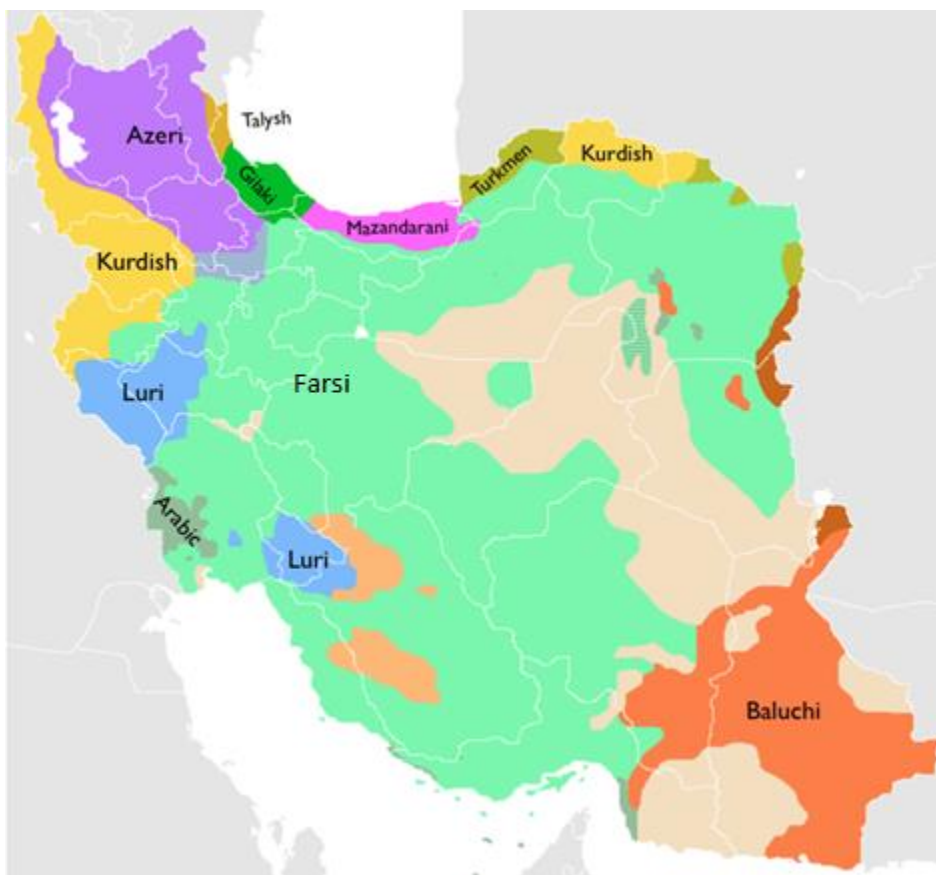 Talysh
Azeri
Kurdish
Turkmen
Gilaki
Mazandarani
Kurdish
Farsi
Luri
Arabic
Luri
Baluchi